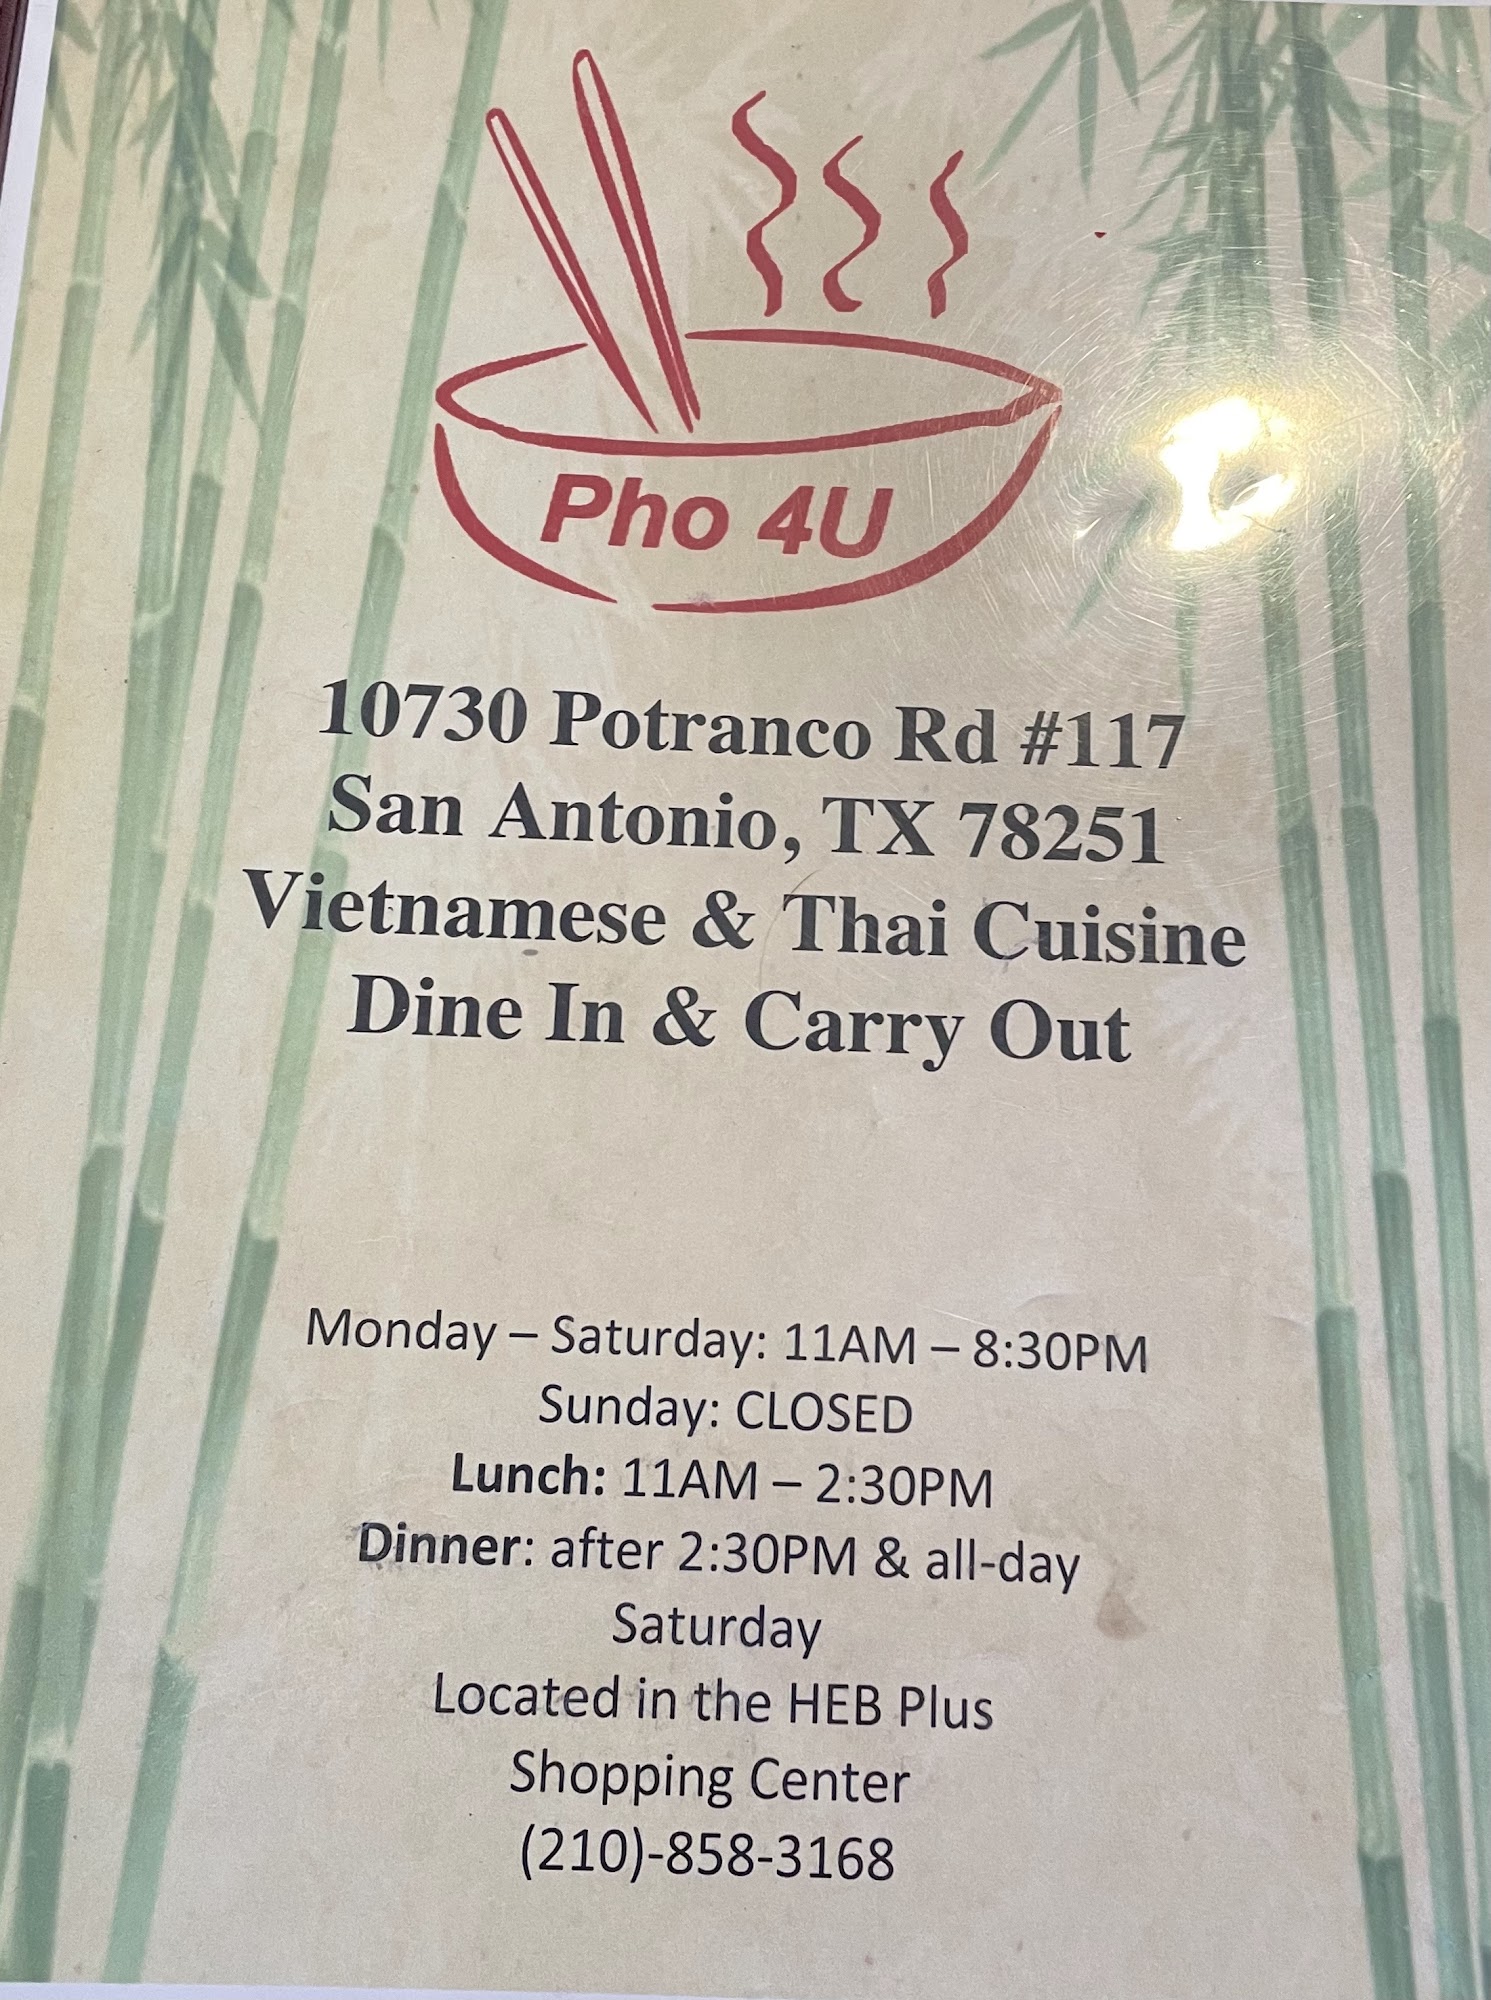 Pho 4U
10730 Potranco Rd #117
San Antonio, TX 78251
Vietnamese & Thai Cuisine
Dine In & Carry Out
Monday – Saturday: 11AM – 8:30PM
Sunday: CLOSED
Lunch: 11AM – 2:30PM
Dinner: after 2:30PM & all-day
Saturday
Located in the HEB Plus
Shopping Center
(210)-858-3168